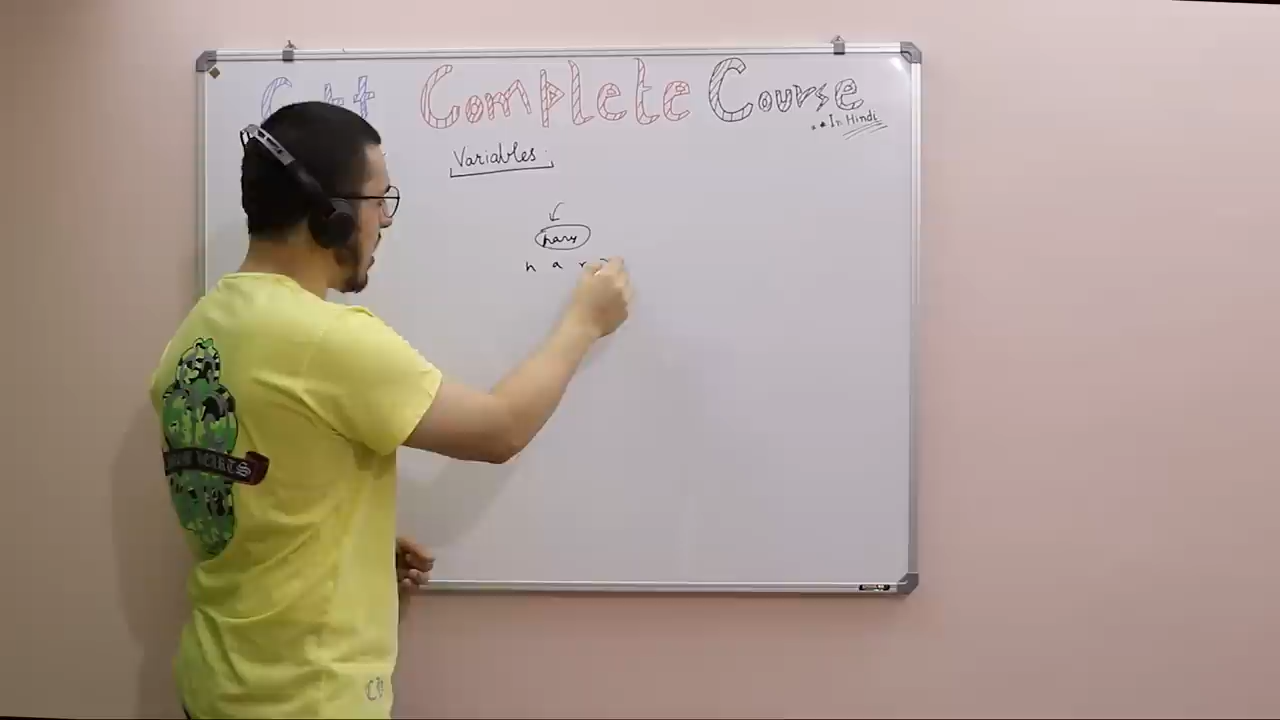 C++ Complete Course
In Hindi
Variables
harry
h a r